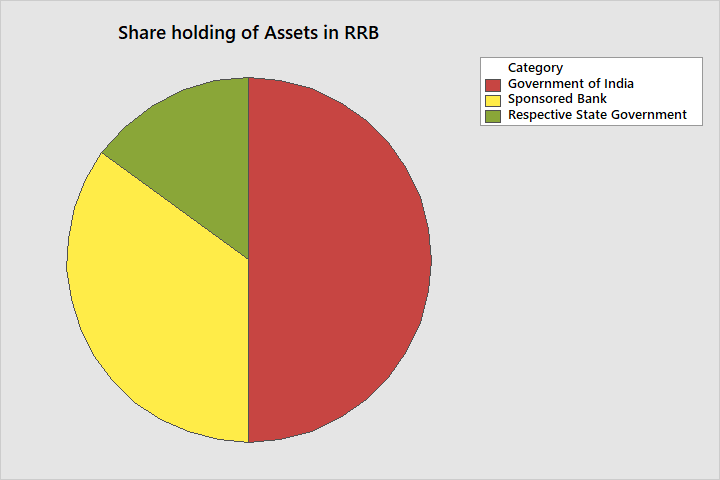 Share holding of Assets in RRB
Category
Government of India
Sponsored Bank
Respective State Government